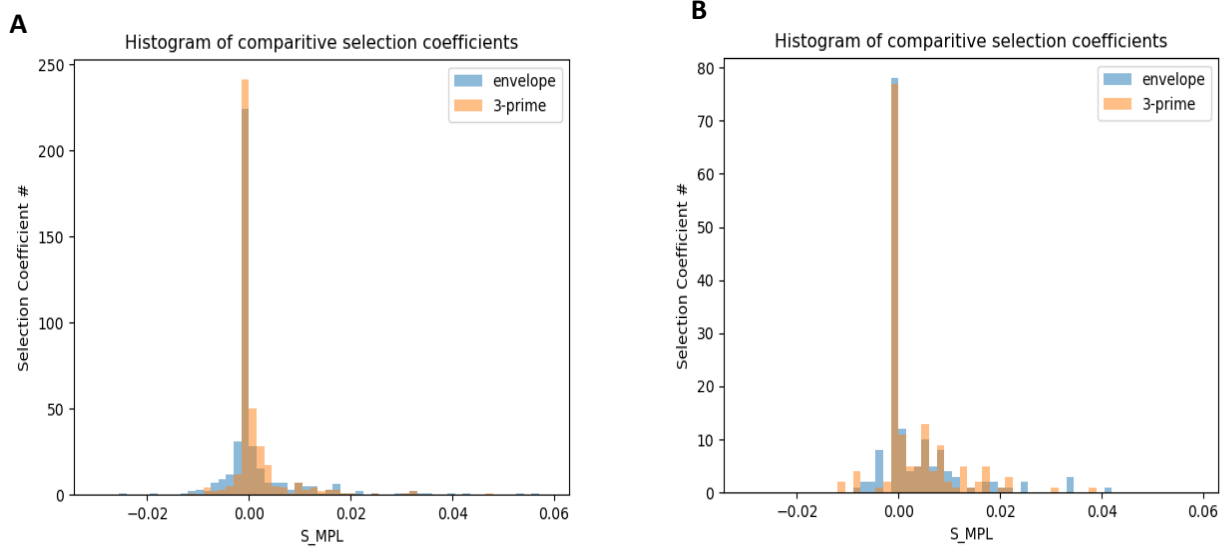 A
Histogram of comparitive selection coefficients
envelope
3-prime
Selection Coefficient #
250
200
150
100
50
0
−0.02
0.00
0.02
0.04
0.06
S_MPL
B
Histogram of comparitive selection coefficients
envelope
3-prime
Selection Coefficient #
80
70
60
50
40
30
20
10
0
−0.02
0.00
0.02
0.04
0.06
S_MPL